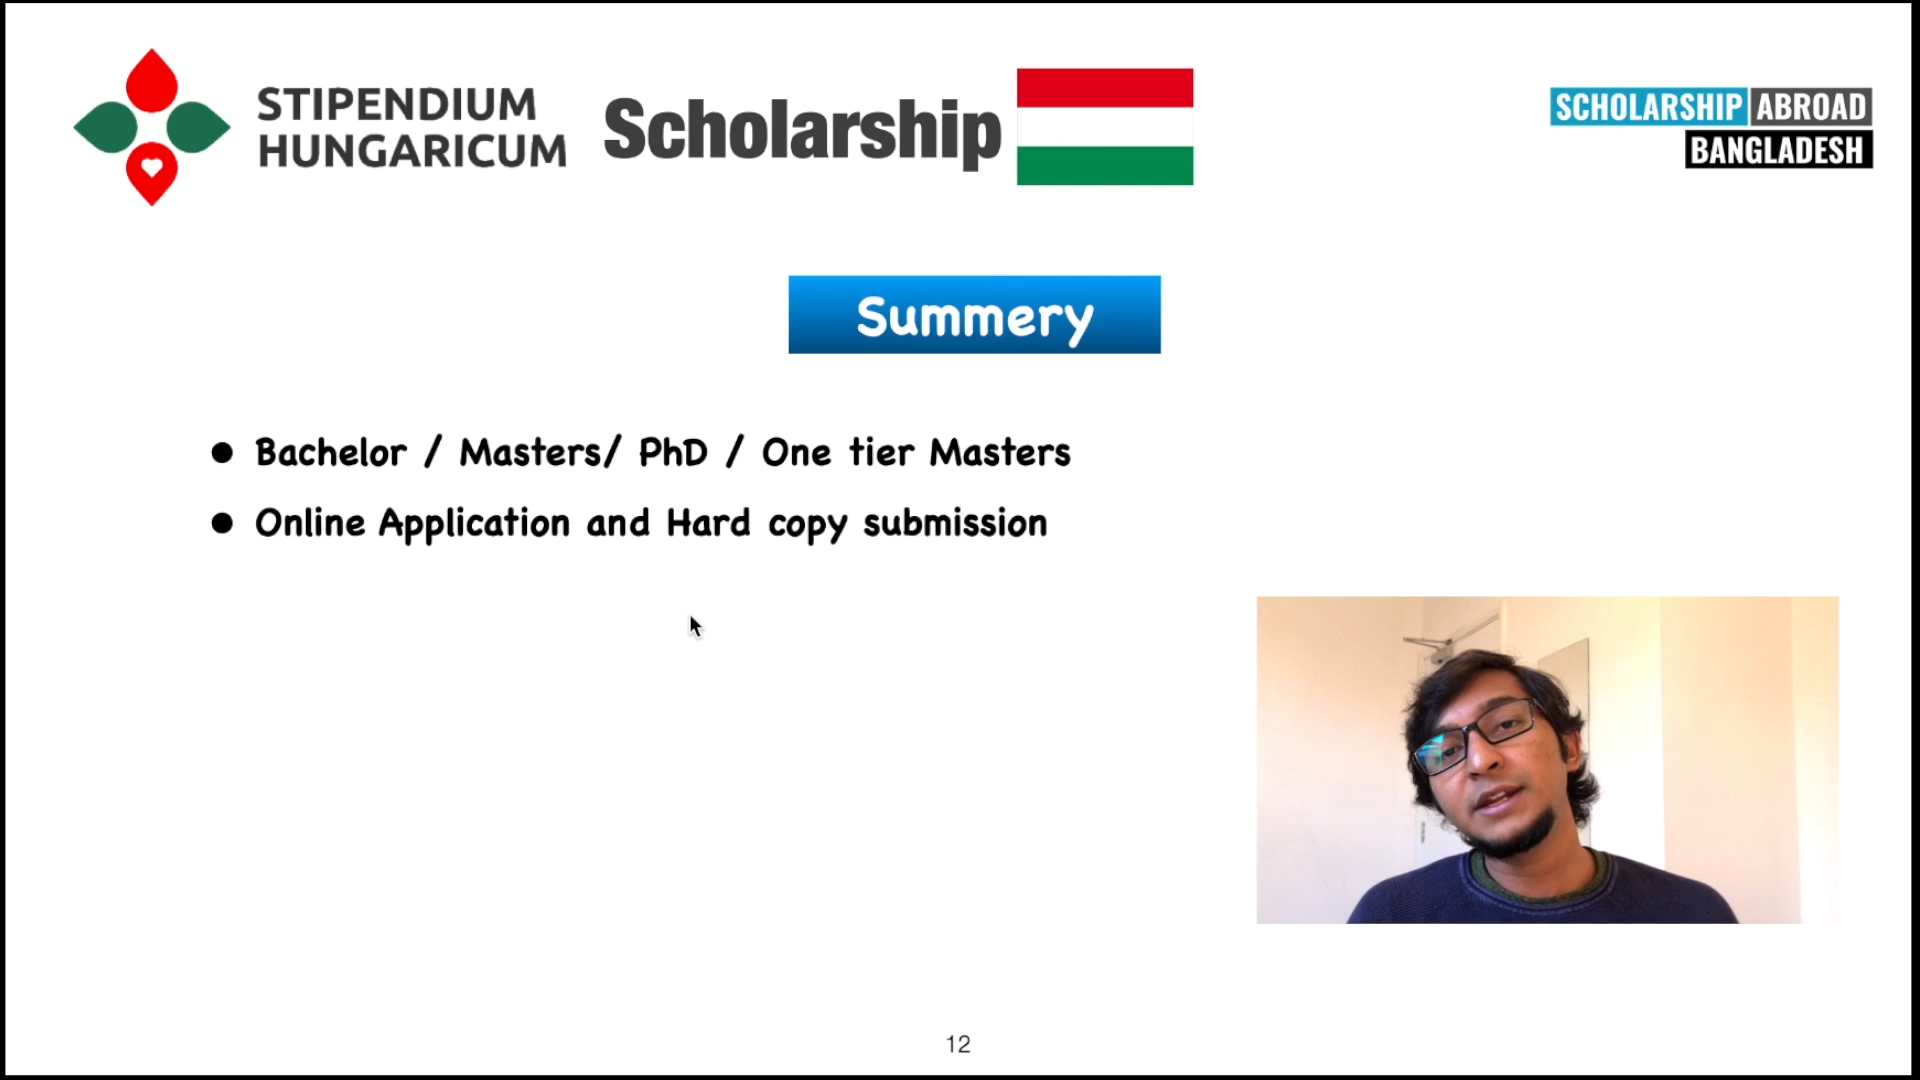 STIPENDIUM
HUNGARICUM
Scholarship
SCHOLARSHIP ABROAD
BANGLADESH
Summery
● Bachelor / Masters/ PhD / One tier Masters
● Online Application and Hard copy submission
12